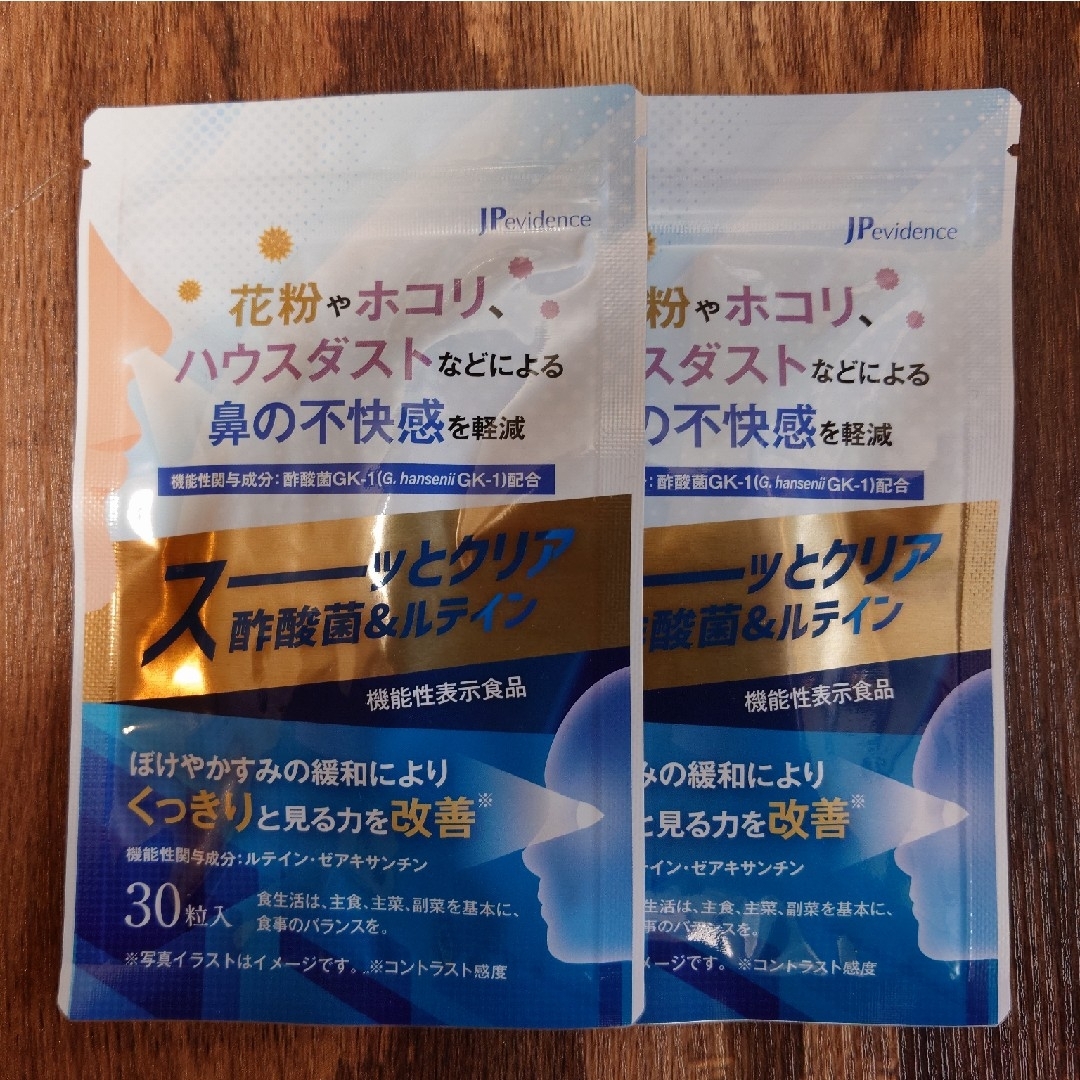 JPevidence
花粉やホコリ、
ハウスダストなどによる
鼻の不快感を軽減
機能性関与成分：酢酸菌GK-1(G. hansenii GK-1)配合
スーッとクリア
酢酸菌&ルテイン
機能性表示食品
ぼけやかすみの緩和により
くっきりと見る力を改善※
機能性関与成分：ルテイン・ゼアキサンチン
30粒入
食生活は、主食、主菜、副菜を基本に、
食事のバランスを。
※写真イラストはイメージです。 ※コントラスト感度
JPevidence
粉やホコリ、
スダストなどによる
の不快感を軽減
：酢酸菌GK-1(G. hansenii GK-1)配合
ーッとクリア
酸菌&ルテイン
機能性表示食品
みの緩和により
と見る力を改善※
イン・ゼアキサンチン
生活は、主食、主菜、副菜を基本に、
事のバランスを。
メージです。 ※コントラスト感度